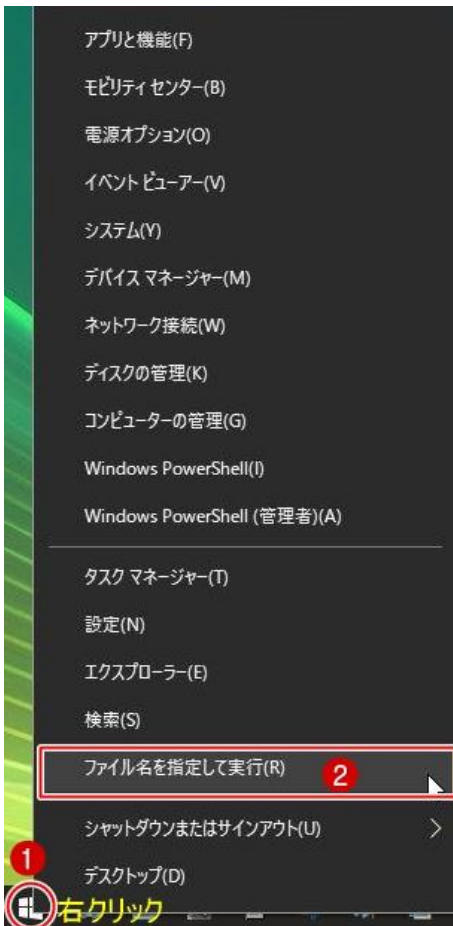 アプリと機能(F)
モビリティ センター(B)
電源オプション(O)
イベント ビューアー(V)
システム(Y)
デバイス マネージャー(M)
ネットワーク接続(W)
ディスクの管理(K)
コンピューターの管理(G)
Windows PowerShell(I)
Windows PowerShell (管理者)(A)
タスク マネージャー(T)
設定(N)
エクスプローラー(E)
検索(S)
ファイル名を指定して実行(R) 2
シャットダウンまたはサインアウト(U)
1
デスクトップ(D)
右クリック